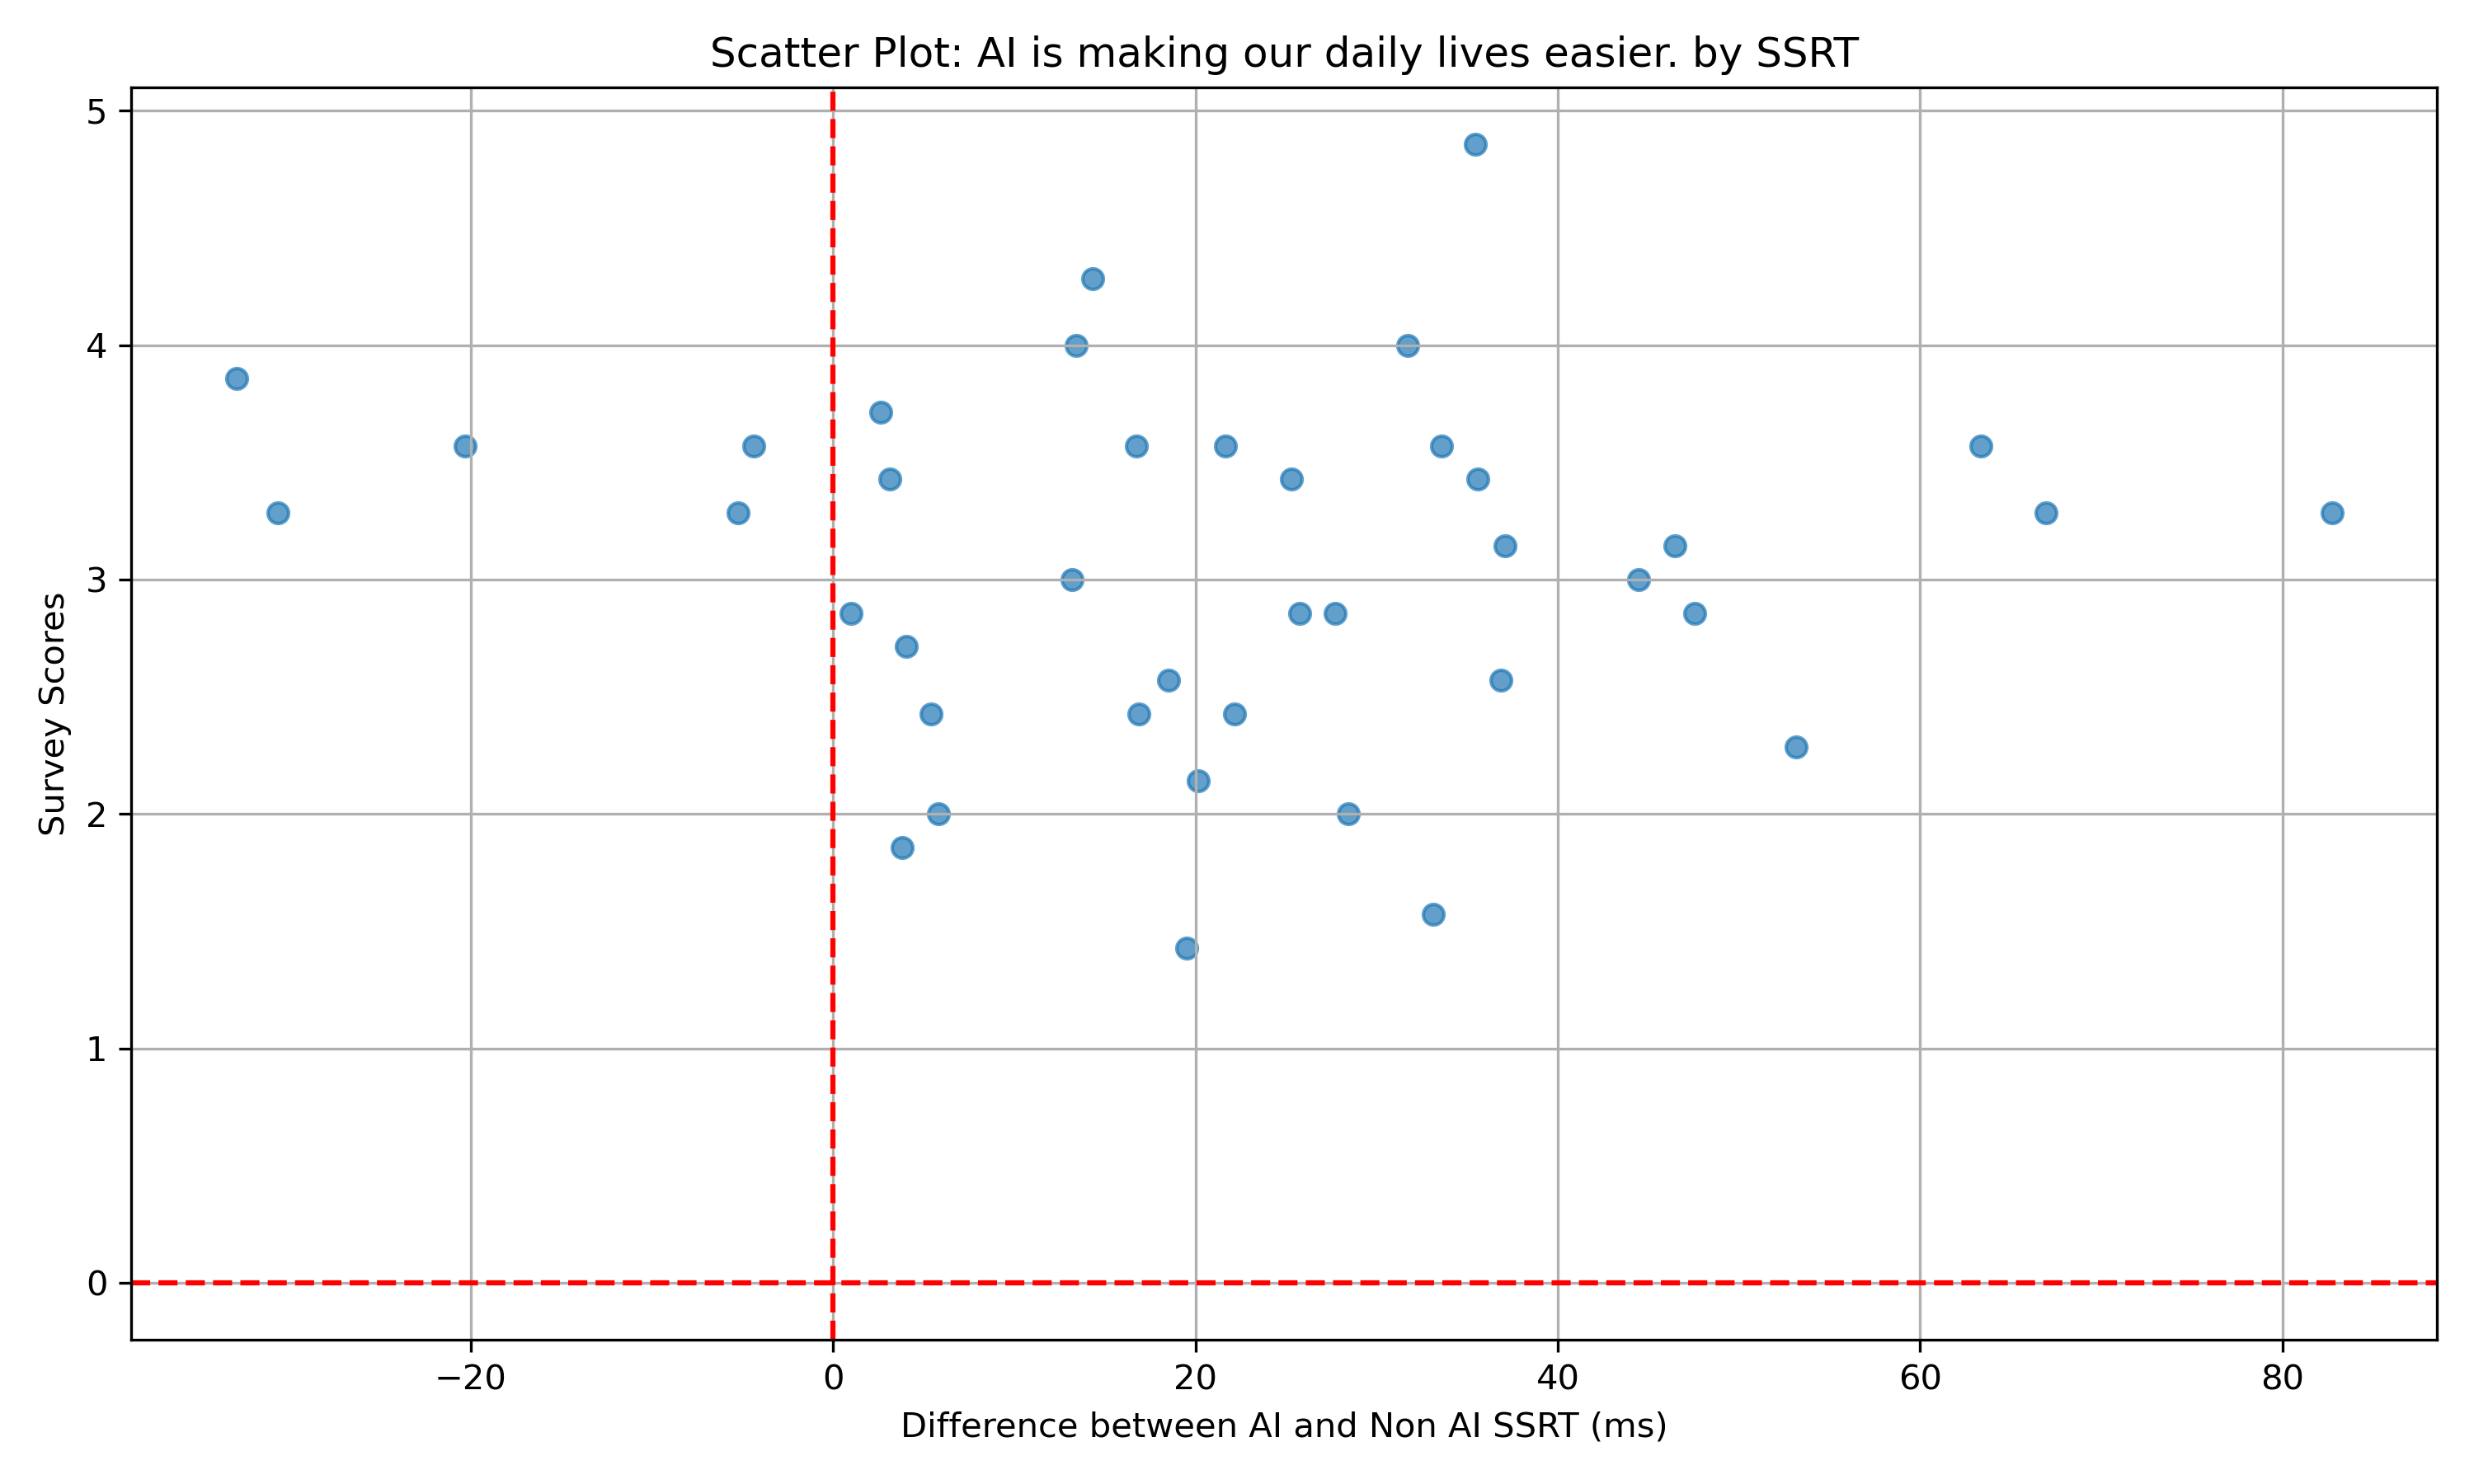 Scatter Plot: AI is making our daily lives easier. by SSRT
5
4
3
2
1
0
Survey Scores
−20 0 20 40 60 80
Difference between AI and Non AI SSRT (ms)